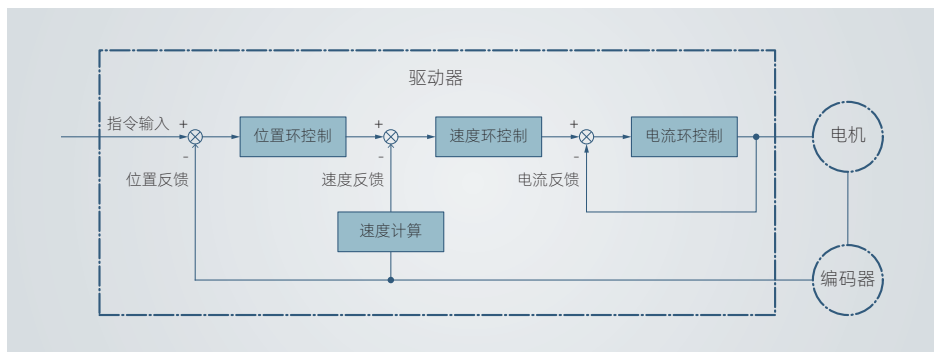 驱动器
指令输入
+
位置环控制
+
速度环控制
+
电流环控制
电机
-
位置反馈
-
速度反馈
-
电流反馈
速度计算
编码器